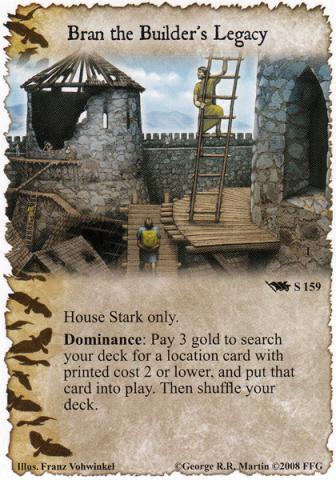 Bran the Builder's Legacy
1
S 159
House Stark only.
Dominance: Pay 3 gold to search
your deck for a location card with
printed cost 2 or lower, and put that
card into play. Then shuffle your
deck.
Illus. Franz Vohwinkel ©George R.R. Martin ©2008 FFG